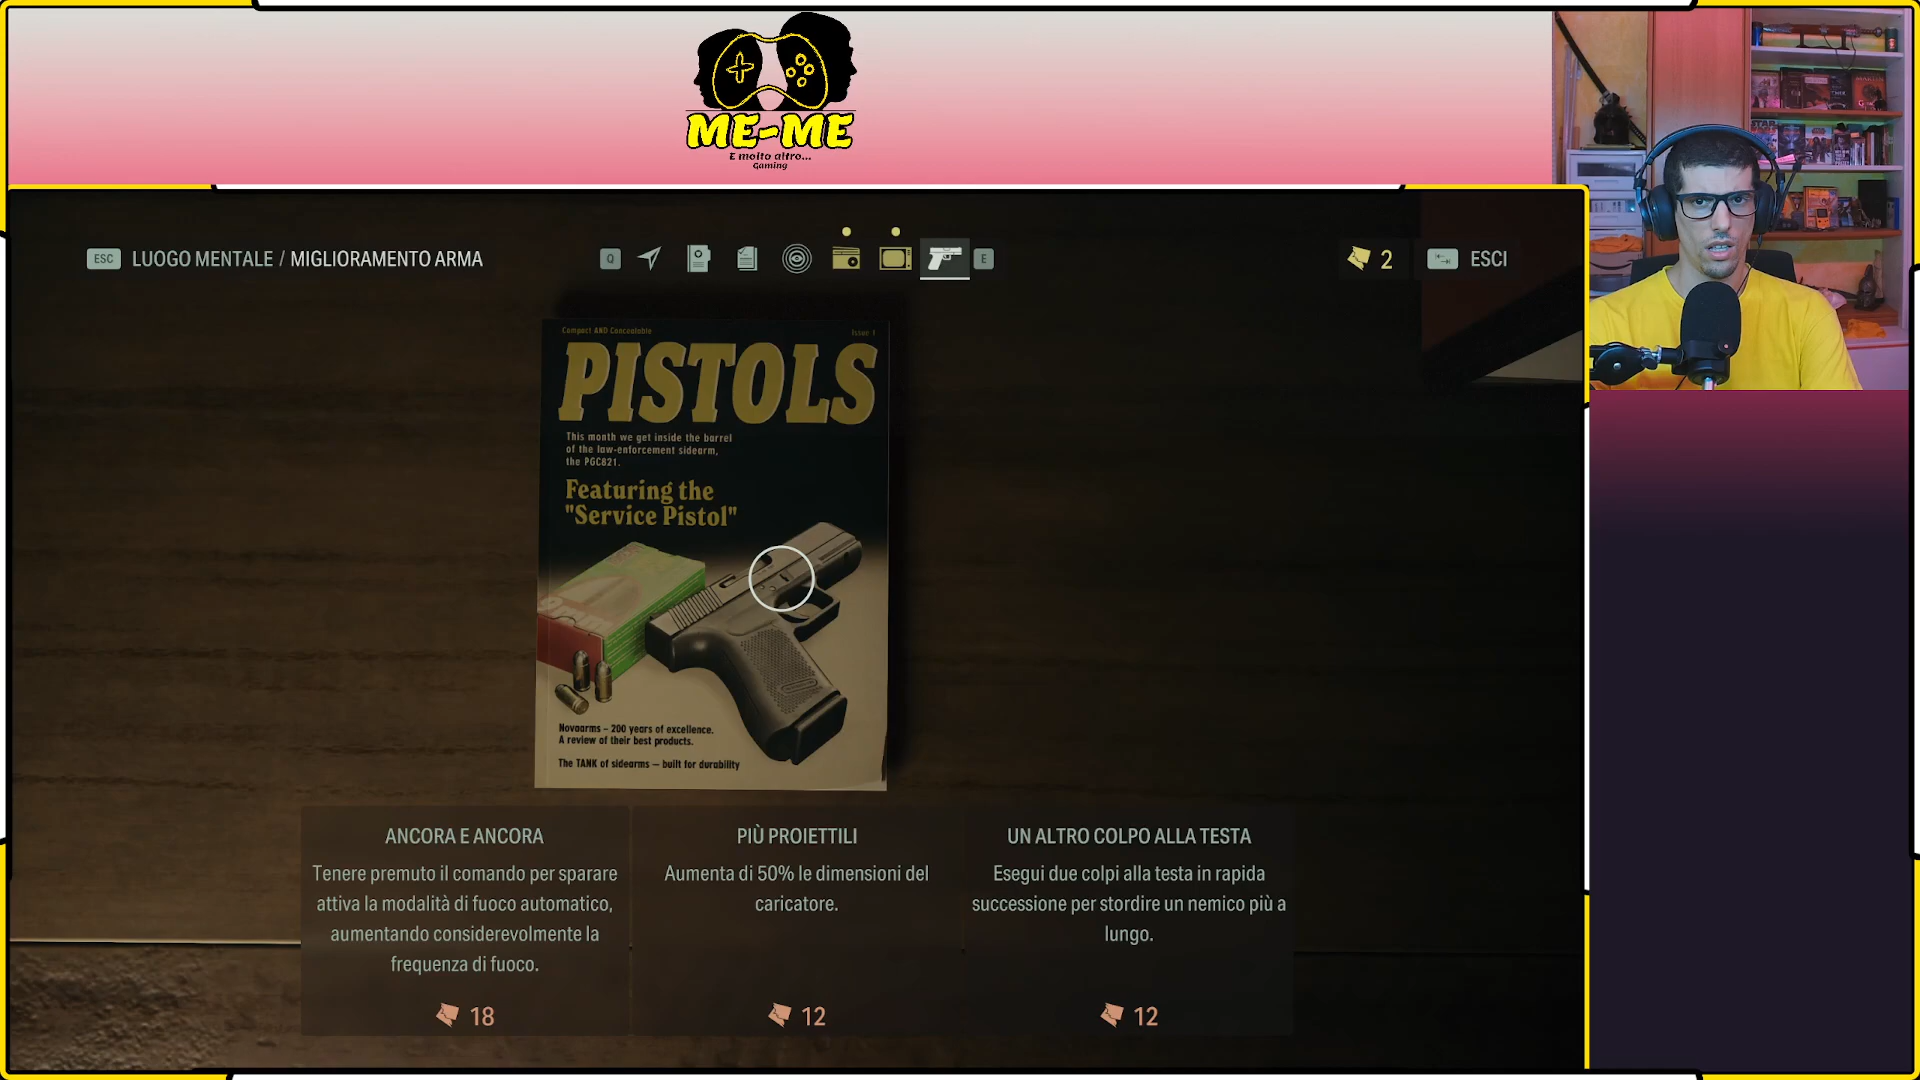 ME-ME
E molto altro...
Gaming
ESC LUOGO MENTALE / MIGLIORAMENTO ARMA
Q
E
2
ESCI
Compact AND Concealable
Issue 1
PISTOLS
This month we get inside the barrel
of the law-enforcement sidearm,
the PGC821.
Featuring the
"Service Pistol"
Novaarms – 200 years of excellence.
A review of their best products.
The TANK of sidearms – built for durability
ANCORA E ANCORA
Tenere premuto il comando per sparare
attiva la modalità di fuoco automatico,
aumentando considerevolmente la
frequenza di fuoco.
18
PIÙ PROIETTILI
Aumenta di 50% le dimensioni del
caricatore.
12
UN ALTRO COLPO ALLA TESTA
Esegui due colpi alla testa in rapida
successione per stordire un nemico più a
lungo.
12